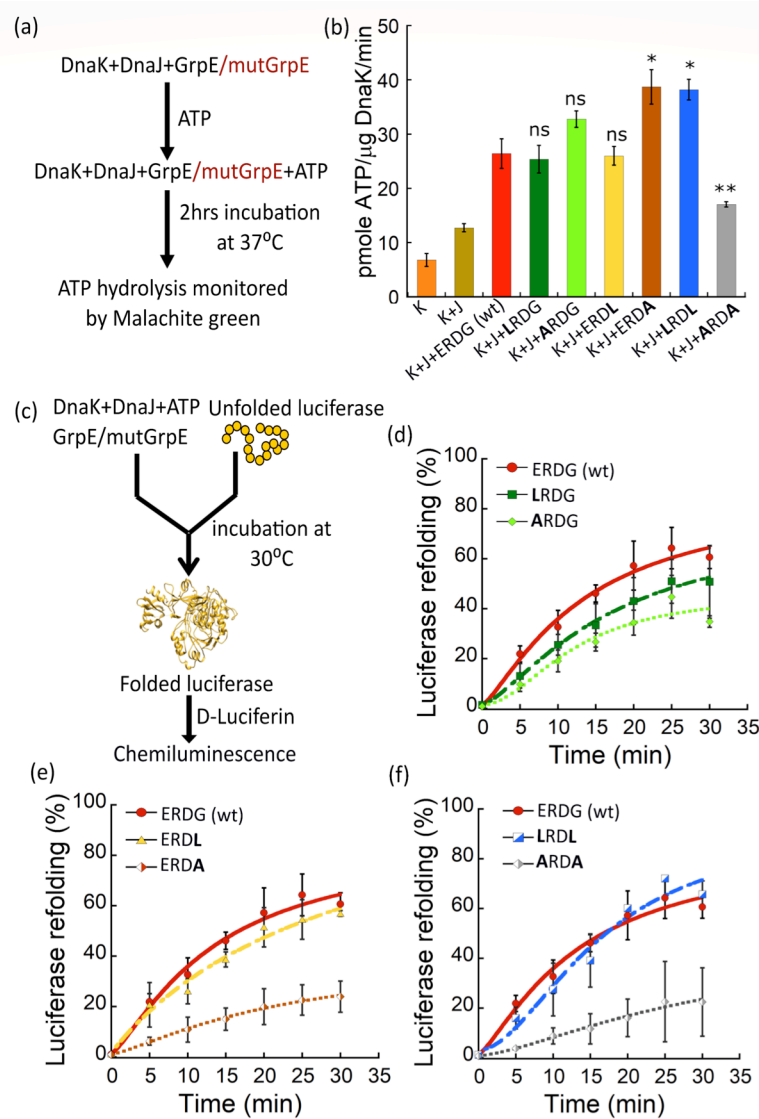 (a)
DnaK+DnaJ+GrpE/mutGrpE
ATP
DnaK+DnaJ+GrpE/mutGrpE+ATP
2hrs incubation
at 37⁰C
ATP hydrolysis monitored
by Malachite green
(b)
pmole ATP/µg DnaK/min
50
40
30
20
10
0
ns
ns
ns
*
*
**
K
K+J
K+J+ERDG (wt)
K+J+LRDG
K+J+ARDG
K+J+ERDL
K+J+ERDA
K+J+LRDL
K+J+ARDA
(c)
DnaK+DnaJ+ATP
GrpE/mutGrpE
Unfolded luciferase
incubation at
30⁰C
Folded luciferase
D-Luciferin
Chemiluminescence
(d)
Luciferase refolding (%)
100
80
60
40
20
0
ERDG (wt)
LRDG
ARDG
0 5 10 15 20 25 30 35
Time (min)
(e)
Luciferase refolding (%)
100
80
60
40
20
0
ERDG (wt)
ERDL
ERDA
0 5 10 15 20 25 30 35
Time (min)
(f)
Luciferase refolding (%)
100
80
60
40
20
0
ERDG (wt)
LRDL
ARDA
0 5 10 15 20 25 30 35
Time (min)